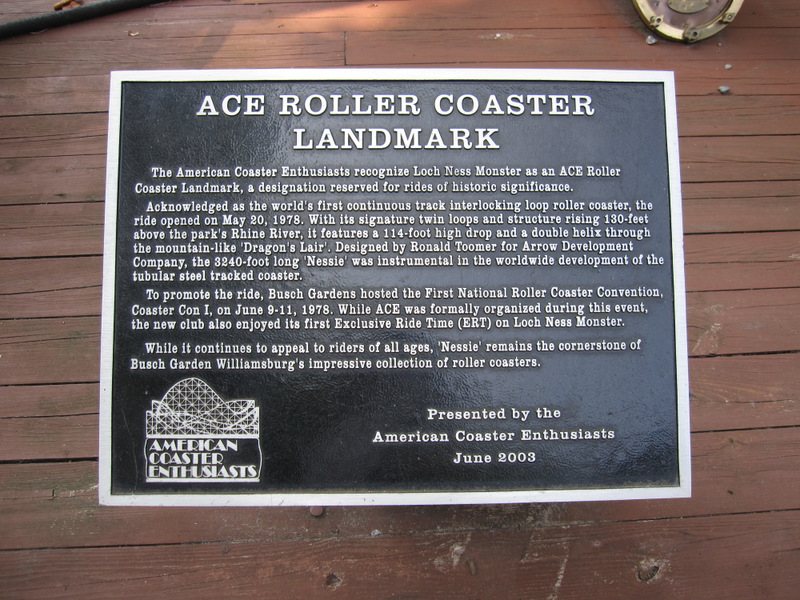 ACE ROLLER COASTER
LANDMARK
The American Coaster Enthusiasts recognize Loch Ness Monster as an ACE Roller
Coaster Landmark, a designation reserved for rides of historic significance.
Acknowledged as the world's first continuous track interlocking loop roller coaster, the
ride opened on May 20, 1978. With its signature twin loops and structure rising 130-feet
above the park's Rhine River, it features a 114-foot high drop and a double helix through
the mountain-like 'Dragon's Lair'. Designed by Ronald Toomer for Arrow Development
Company, the 3240-foot long 'Nessie' was instrumental in the worldwide development of the
tubular steel tracked coaster.
To promote the ride, Busch Gardens hosted the First National Roller Coaster Convention,
Coaster Con I, on June 9-11, 1978. While ACE was formally organized during this event,
the new club also enjoyed its first Exclusive Ride Time (ERT) on Loch Ness Monster.
While it continues to appeal to riders of all ages, 'Nessie' remains the cornerstone of
Busch Garden Williamsburg's impressive collection of roller coasters.
AMERICAN
COASTER
ENTHUSIASTS
Presented by the
American Coaster Enthusiasts
June 2003